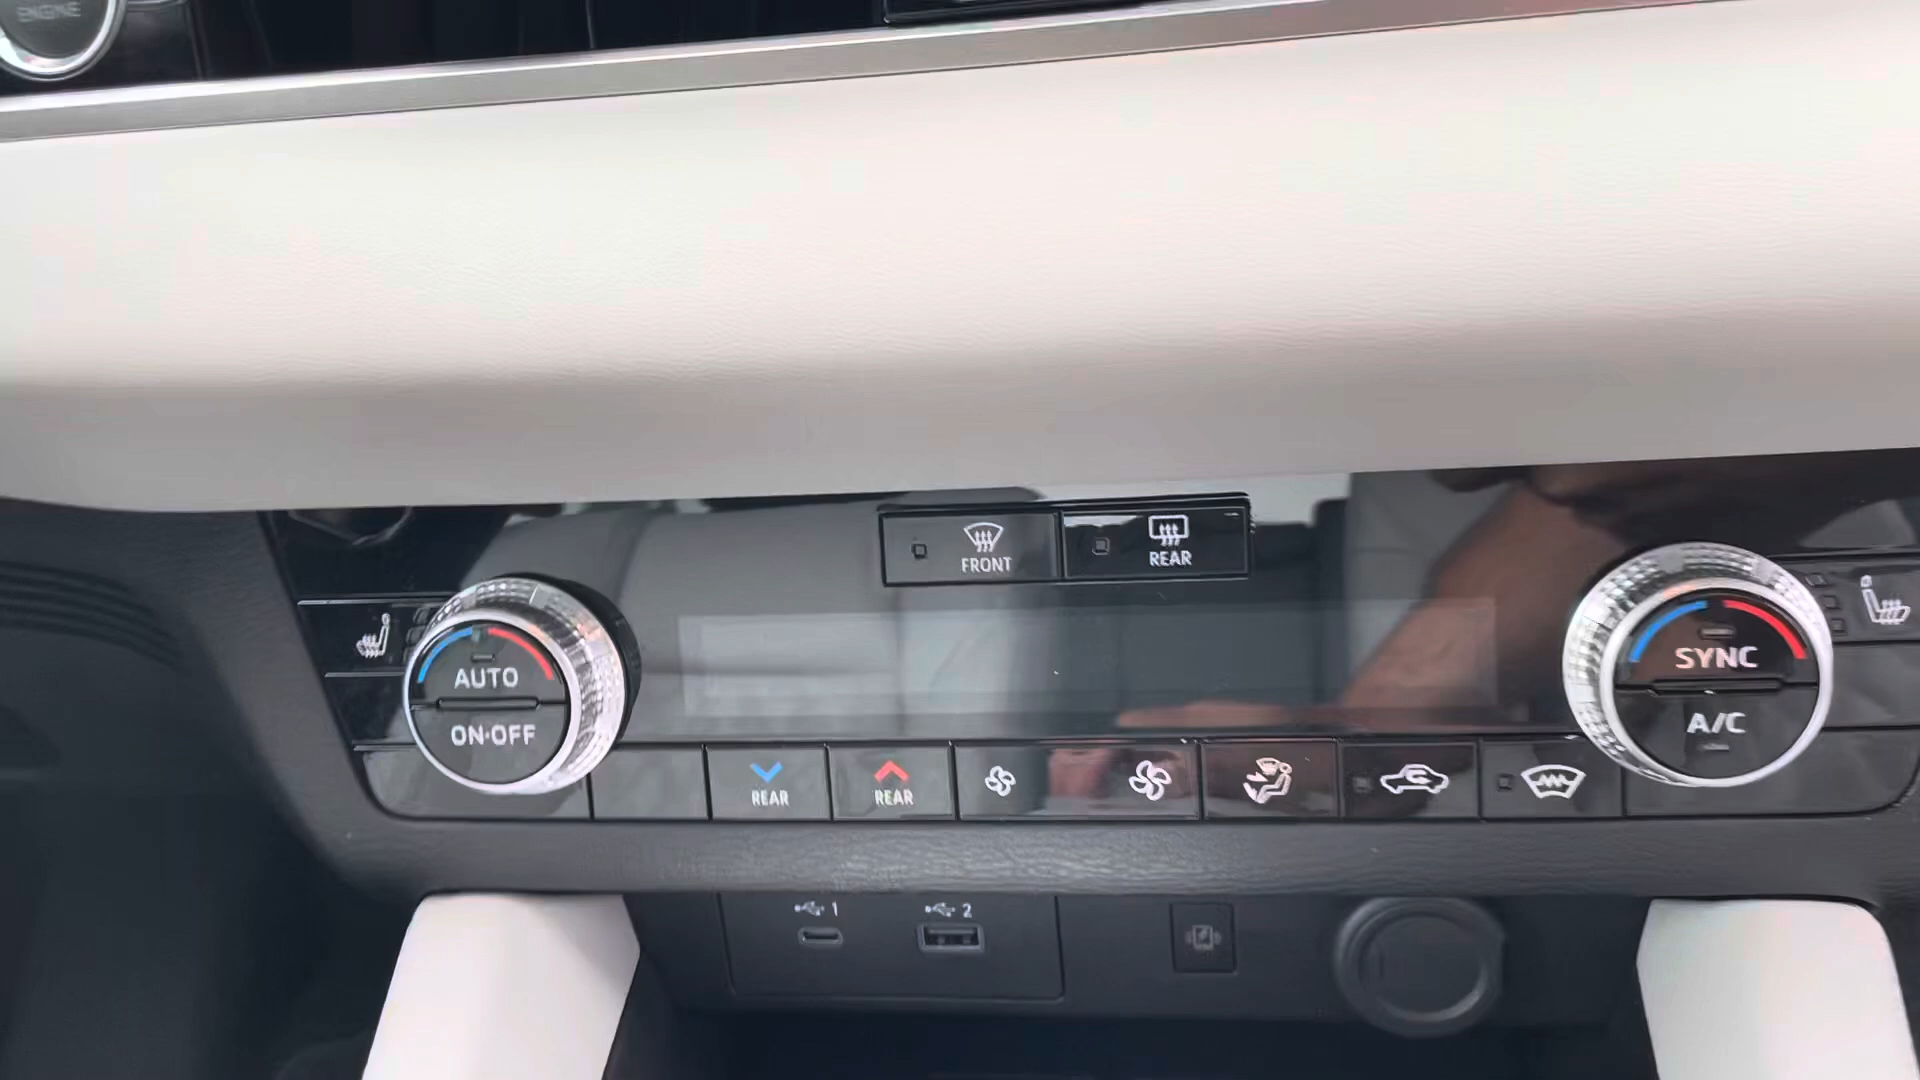 ENGINE
FRONT
REAR
AUTO
ON·OFF
SYNC
A/C
REAR
REAR
1
2